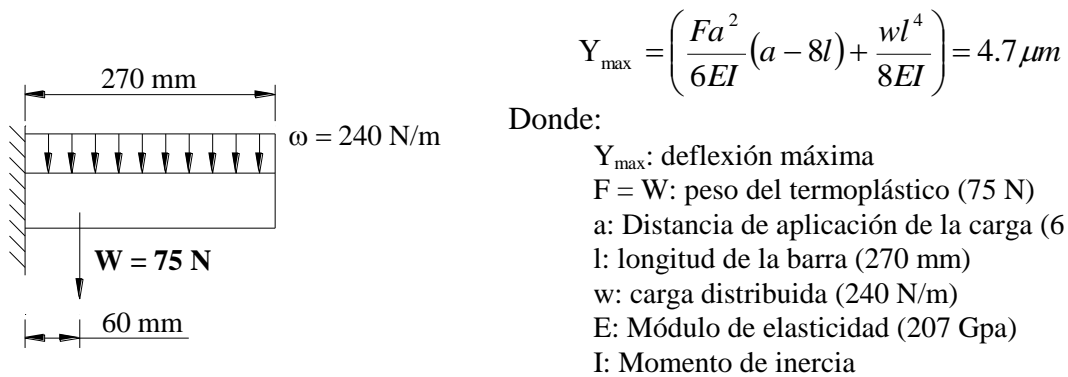 270 mm
ω = 240 N/m
W = 75 N
60 mm
Y_max = (Fa²/6EI (a − 8l) + wl⁴/8EI) = 4.7 μm
Donde:
Y_max: deflexión máxima
F = W: peso del termoplástico (75 N)
a: Distancia de aplicación de la carga (6
l: longitud de la barra (270 mm)
w: carga distribuida (240 N/m)
E: Módulo de elasticidad (207 Gpa)
I: Momento de inercia